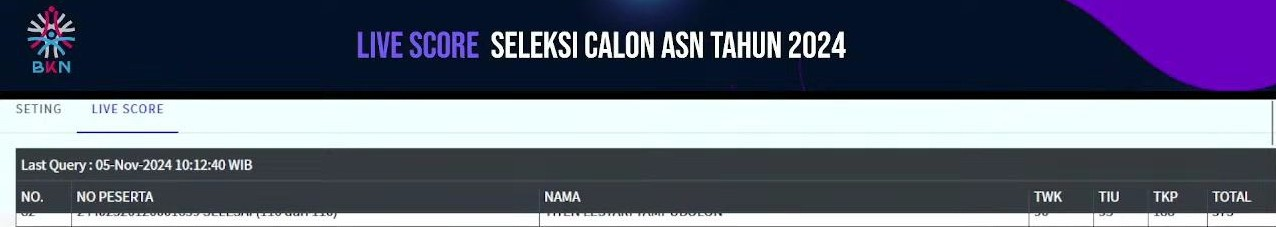 BKN
LIVE SCORE SELEKSI CALON ASN TAHUN 2024
SETING LIVE SCORE
Last Query : 05-Nov-2024 10:12:40 WIB
NO. NO PESERTA NAMA TWK TIU TKP TOTAL